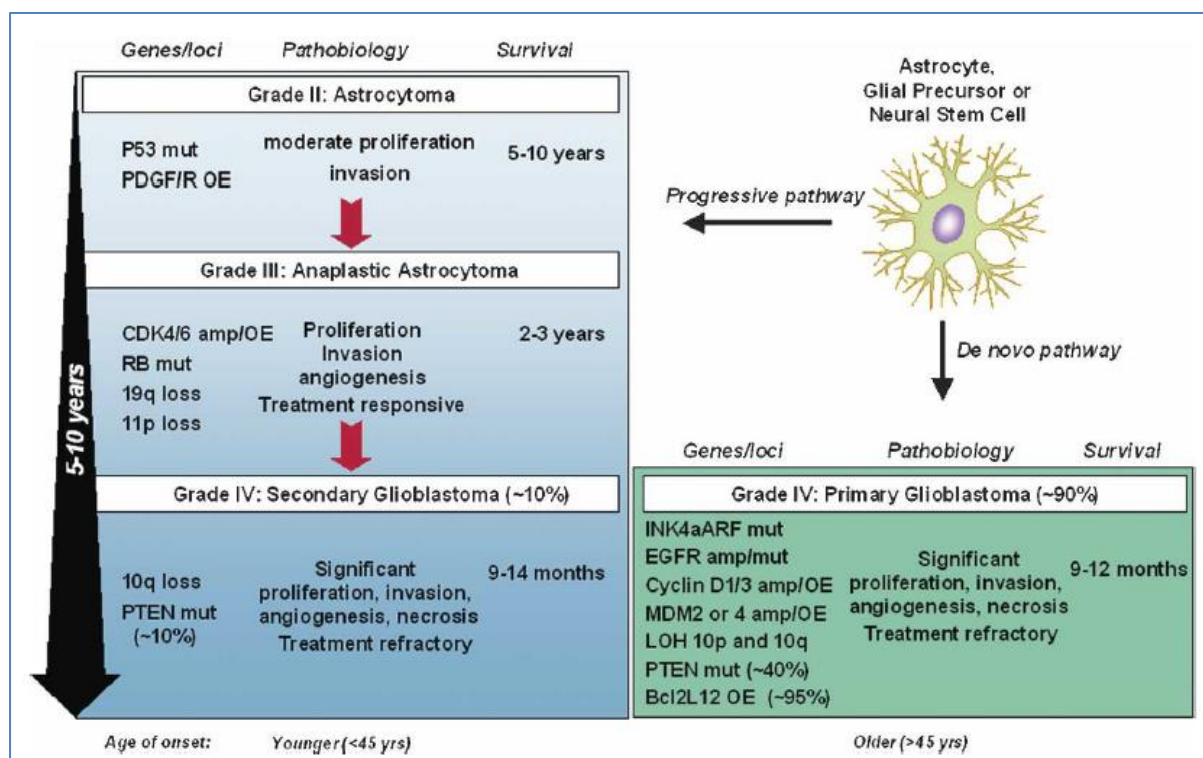 Genes/loci Pathobiology Survival
Grade II: Astrocytoma
P53 mut
PDGF/R OE
moderate proliferation
invasion
5-10 years
Grade III: Anaplastic Astrocytoma
CDK4/6 amp/OE
RB mut
19q loss
11p loss
Proliferation
Invasion
angiogenesis
Treatment responsive
2-3 years
Grade IV: Secondary Glioblastoma (~10%)
10q loss
PTEN mut
(~10%)
Significant
proliferation, invasion,
angiogenesis, necrosis
Treatment refractory
9-14 months
5-10 years
Age of onset: Younger (<45 yrs)
Astrocyte,
Glial Precursor or
Neural Stem Cell
Progressive pathway
De novo pathway
Genes/loci Pathobiology Survival
Grade IV: Primary Glioblastoma (~90%)
INK4aARF mut
EGFR amp/mut
Cyclin D1/3 amp/OE
MDM2 or 4 amp/OE
LOH 10p and 10q
PTEN mut (~40%)
Bcl2L12 OE (~95%)
Significant
proliferation, invasion,
angiogenesis, necrosis
Treatment refractory
9-12 months
Older (>45 yrs)